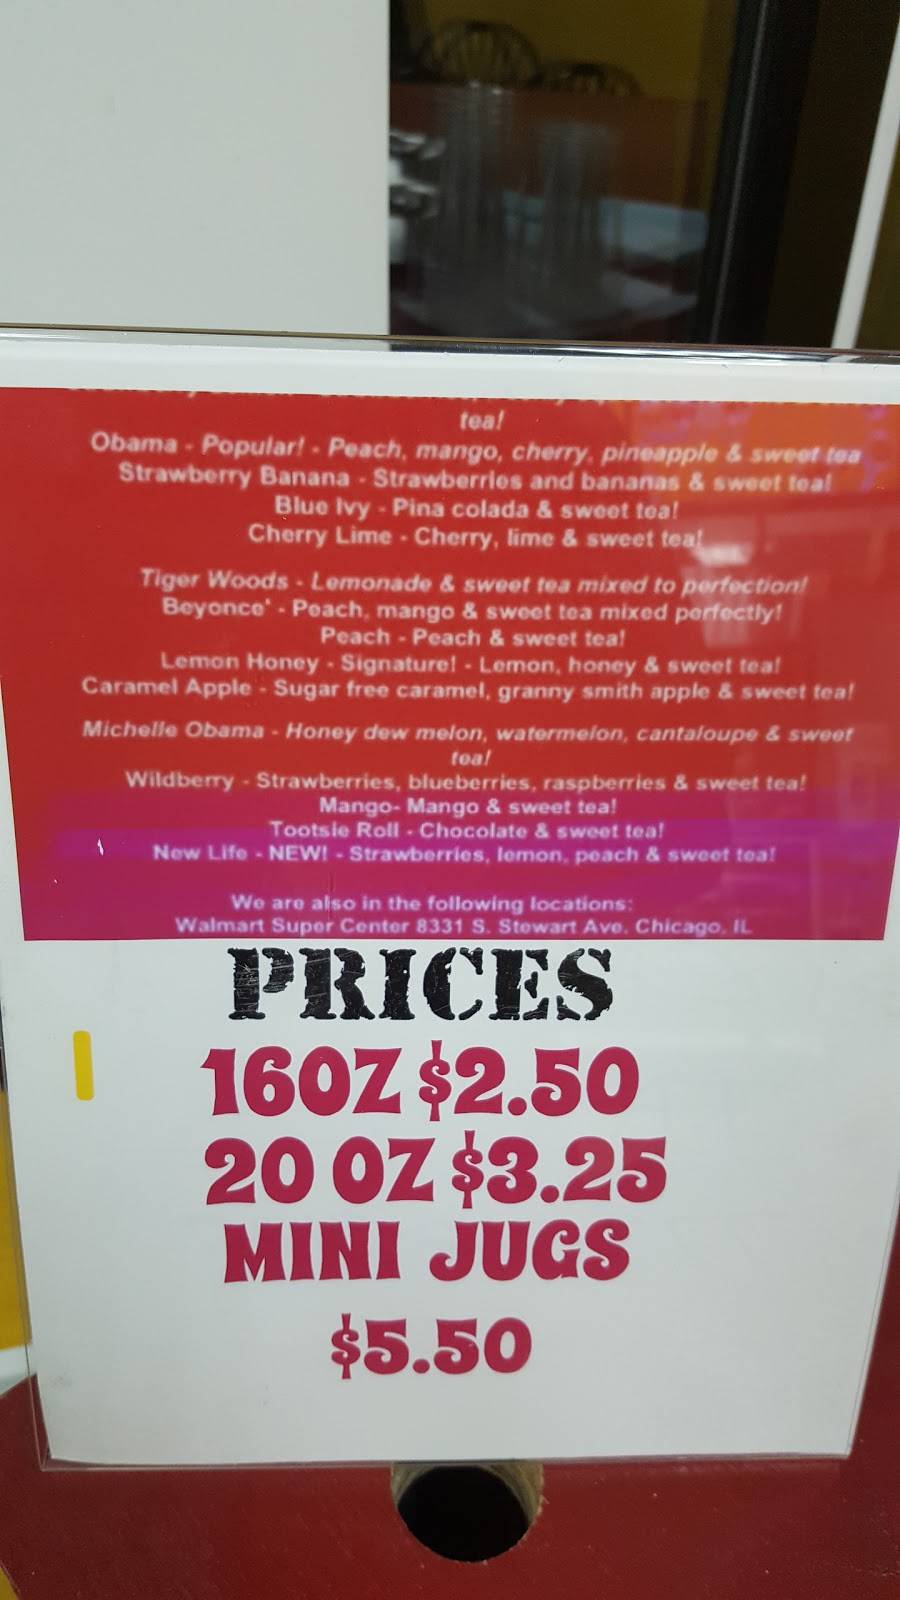 tea!
Obama - Popular! - Peach, mango, cherry, pineapple & sweet tea
Strawberry Banana - Strawberries and bananas & sweet tea!
Blue Ivy - Pina colada & sweet tea!
Cherry Lime - Cherry, lime & sweet tea!
Tiger Woods - Lemonade & sweet tea mixed to perfection!
Beyonce' - Peach, mango & sweet tea mixed perfectly!
Peach - Peach & sweet tea!
Lemon Honey - Signature! - Lemon, honey & sweet tea!
Caramel Apple - Sugar free caramel, granny smith apple & sweet tea!
Michelle Obama - Honey dew melon, watermelon, cantaloupe & sweet
tea!
Wildberry - Strawberries, blueberries, raspberries & sweet tea!
Mango- Mango & sweet tea!
Tootsie Roll - Chocolate & sweet tea!
New Life - NEW! - Strawberries, lemon, peach & sweet tea!
We are also in the following locations:
Walmart Super Center 8331 S. Stewart Ave. Chicago, IL
PRICES
16OZ $2.50
20 OZ $3.25
MINI JUGS
$5.50